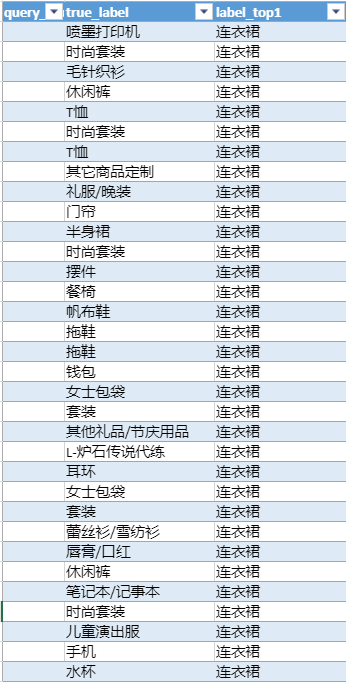 query_ true_label label_top1
喷墨打印机 连衣裙
时尚套装 连衣裙
毛针织衫 连衣裙
休闲裤 连衣裙
T恤 连衣裙
时尚套装 连衣裙
T恤 连衣裙
其它商品定制 连衣裙
礼服/晚装 连衣裙
门帘 连衣裙
半身裙 连衣裙
时尚套装 连衣裙
摆件 连衣裙
餐椅 连衣裙
帆布鞋 连衣裙
拖鞋 连衣裙
拖鞋 连衣裙
钱包 连衣裙
女士包袋 连衣裙
套装 连衣裙
其他礼品/节庆用品 连衣裙
L-炉石传说代练 连衣裙
耳环 连衣裙
女士包袋 连衣裙
套装 连衣裙
蕾丝衫/雪纺衫 连衣裙
唇膏/口红 连衣裙
休闲裤 连衣裙
笔记本/记事本 连衣裙
时尚套装 连衣裙
儿童演出服 连衣裙
手机 连衣裙
水杯 连衣裙